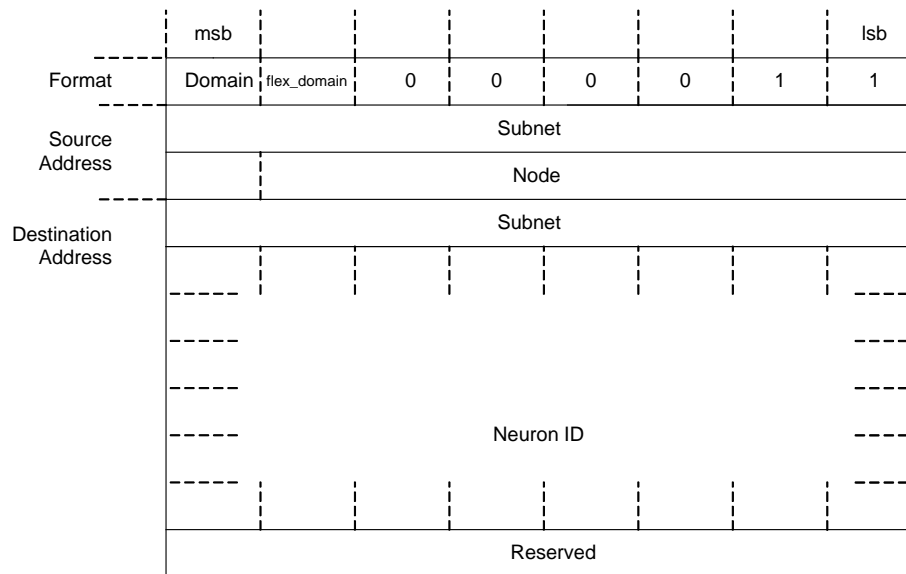 msb lsb
Format Domain flex_domain 0 0 0 0 1 1
Source
Address
Subnet
Node
Destination
Address
Subnet
Neuron ID
Reserved